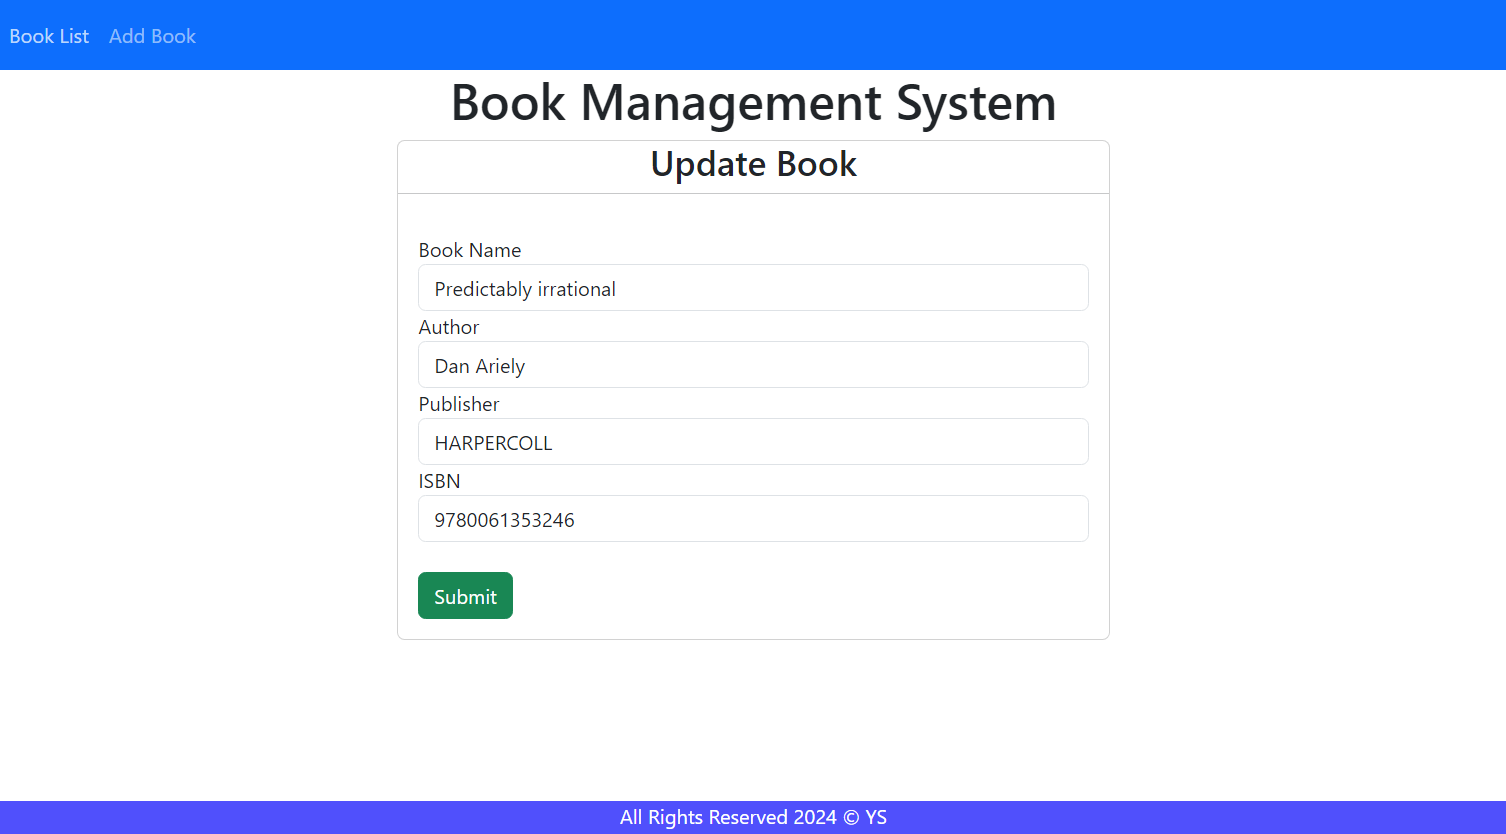 Book List Add Book
Book Management System
Update Book
Book Name
Predictably irrational
Author
Dan Ariely
Publisher
HARPERCOLL
ISBN
9780061353246
Submit
All Rights Reserved 2024 © YS